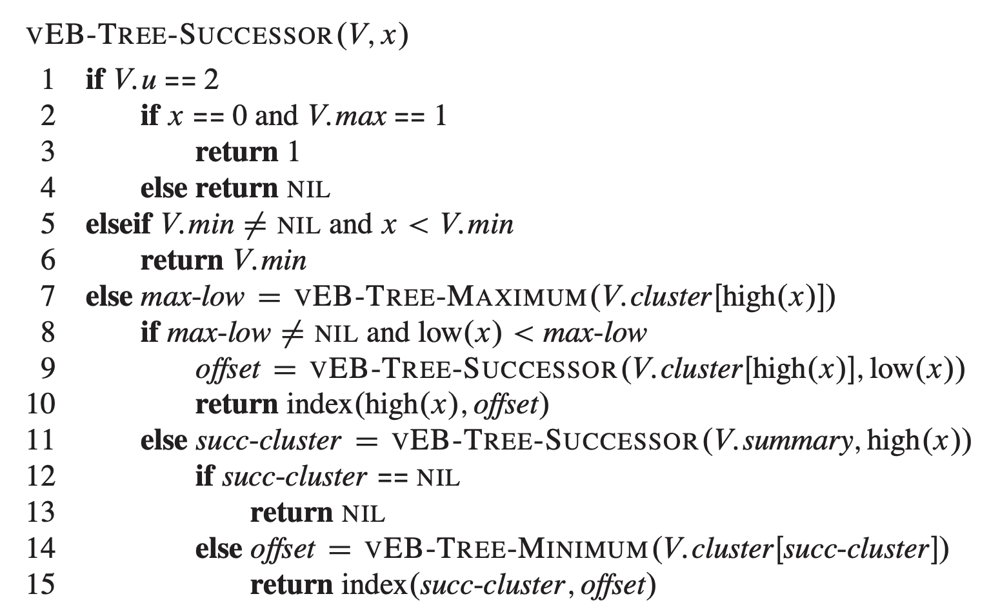 vEB-Tree-Successor(V, x)
1 if V.u == 2
2 if x == 0 and V.max == 1
3 return 1
4 else return NIL
5 elseif V.min ≠ NIL and x < V.min
6 return V.min
7 else max-low = vEB-Tree-Maximum(V.cluster[high(x)])
8 if max-low ≠ NIL and low(x) < max-low
9 offset = vEB-Tree-Successor(V.cluster[high(x)], low(x))
10 return index(high(x), offset)
11 else succ-cluster = vEB-Tree-Successor(V.summary, high(x))
12 if succ-cluster == NIL
13 return NIL
14 else offset = vEB-Tree-Minimum(V.cluster[succ-cluster])
15 return index(succ-cluster, offset)